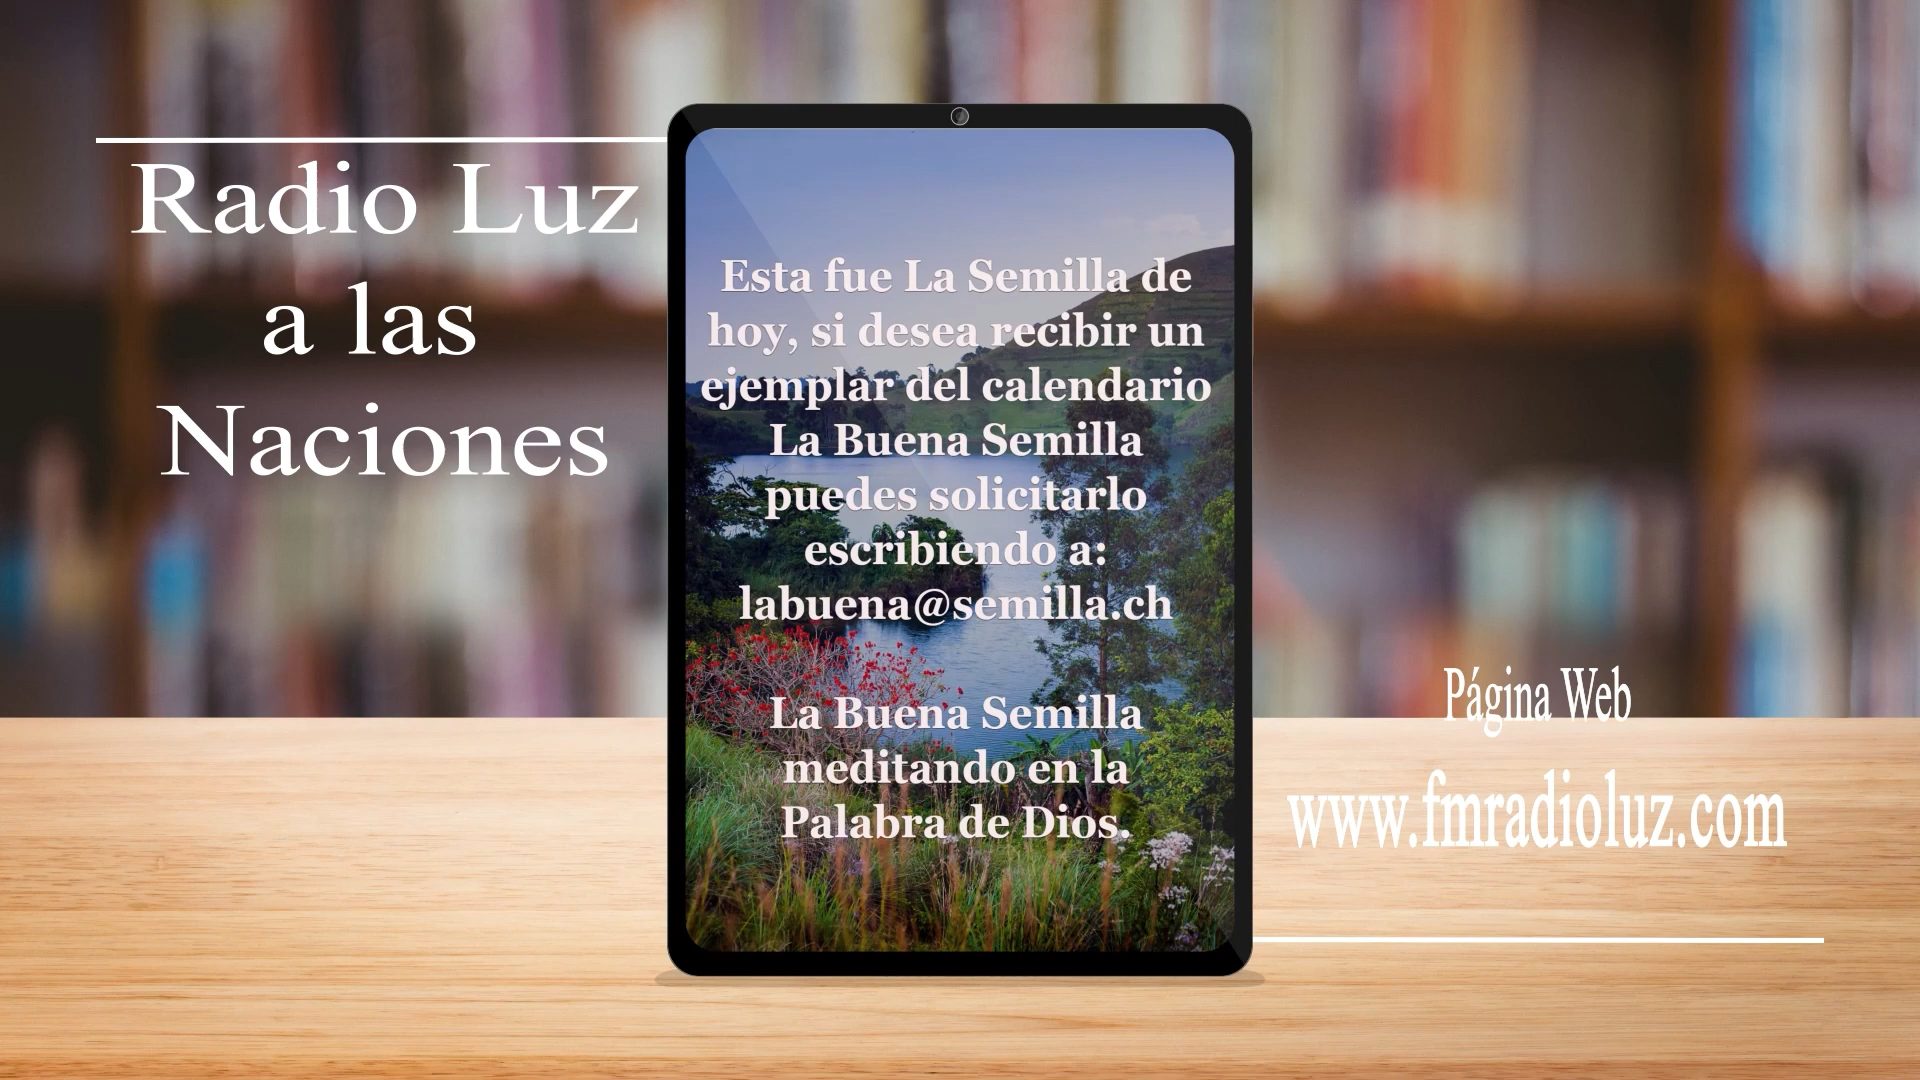 Radio Luz
a las
Naciones
Esta fue La Semilla de
hoy, si desea recibir un
ejemplar del calendario
La Buena Semilla
puedes solicitarlo
escribiendo a:
labuena@semilla.ch
La Buena Semilla
meditando en la
Palabra de Dios.
Página Web
www.fmradioluz.com